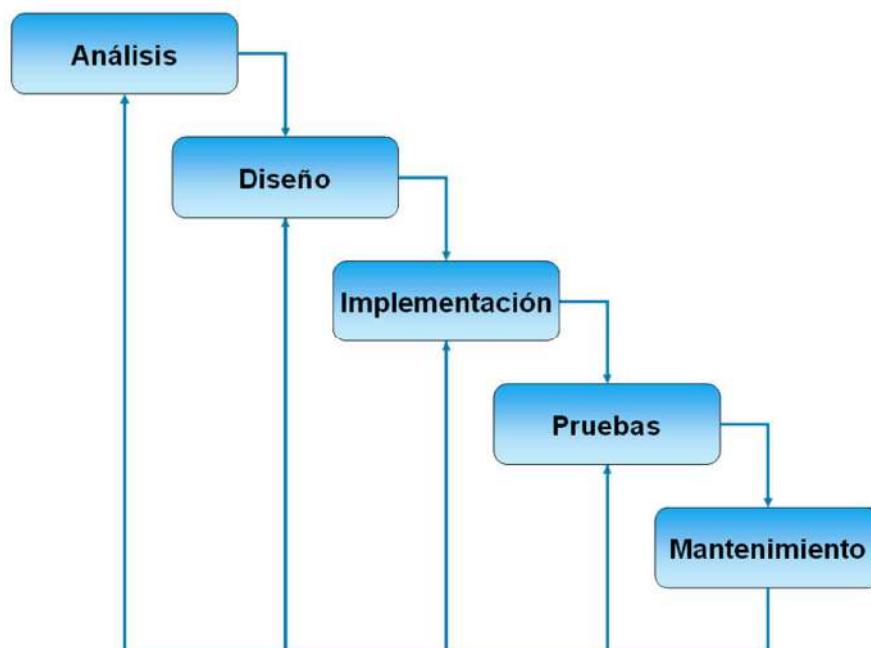 Análisis
Diseño
Implementación
Pruebas
Mantenimiento